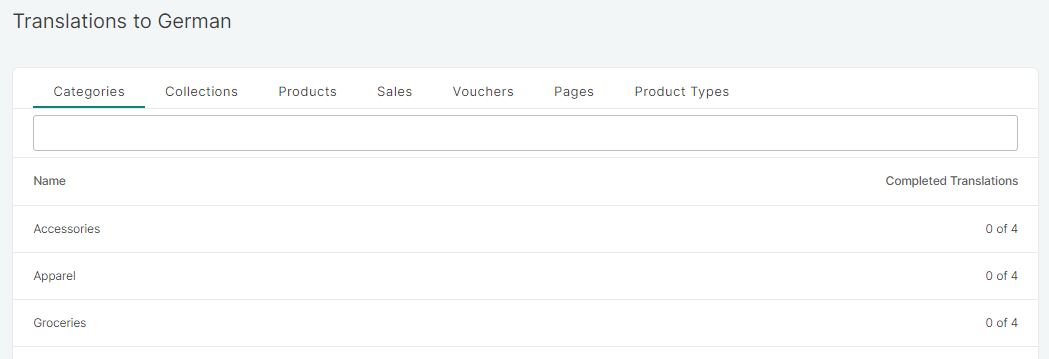 Translations to German
Categories Collections Products Sales Vouchers Pages Product Types
Name Completed Translations
Accessories 0 of 4
Apparel 0 of 4
Groceries 0 of 4